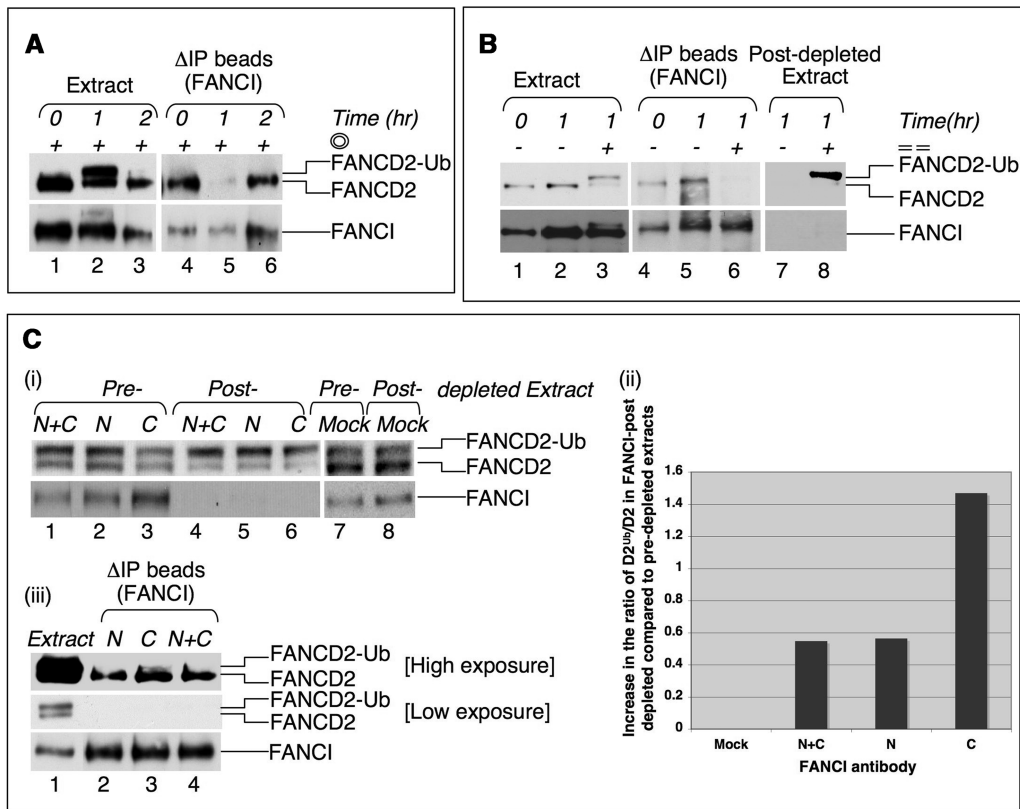 A
Extract
ΔIP beads
(FANCI)
0 1 2 0 1 2 Time (hr)
+ + + + + +
FANCD2-Ub
FANCD2
FANCI
1 2 3 4 5 6
B
Extract
ΔIP beads
(FANCI)
Post-depleted
Extract
0 1 1 0 1 1 1 1 Time(hr)
- - + - - + - + ==
FANCD2-Ub
FANCD2
FANCI
1 2 3 4 5 6 7 8
C
(i)
Pre- Post- Pre- Post- depleted Extract
N+C N C N+C N C Mock Mock
FANCD2-Ub
FANCD2
FANCI
1 2 3 4 5 6 7 8
(ii)
Increase in the ratio of D2Ub/D2 in FANCI-post
depleted compared to pre-depleted extracts
1.6
1.4
1.2
1
0.8
0.6
0.4
0.2
0
Mock N+C N C
FANCI antibody
(iii)
ΔIP beads
(FANCI)
Extract N C N+C
FANCD2-Ub
FANCD2
[High exposure]
FANCD2-Ub
FANCD2
[Low exposure]
FANCI
1 2 3 4